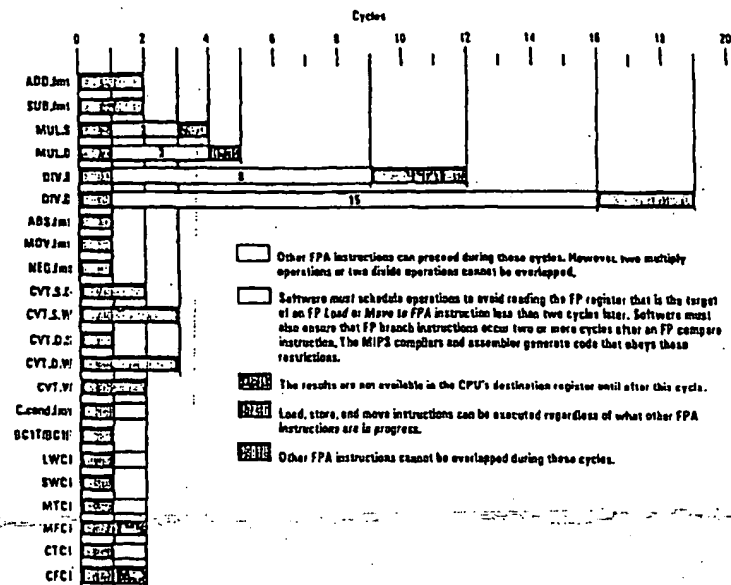 Cycles
0 2 4 6 8 10 12 14 16 18 20
ADD.fmt
SUB.fmt
MUL.S
MUL.D
2
DIV.S
8
DIV.D
15
ABS.fmt
MOV.fmt
NEG.fmt
Other FPA instructions can proceed during these cycles. However, two multiply
operations or two divide operations cannot be overlapped.
CVT.S.D
CVT.S.W
Software must schedule operations to avoid reading the FP register that is the target
of an FP Load or Move to FPA instruction less than two cycles later. Software must
also ensure that FP branch instructions occur two or more cycles after an FP compare
instruction. The MIPS compilers and assembler generate code that obeys these
restrictions.
CVT.D.S
CVT.D.W
CVT.W
The results are not available in the CPU's destination register until after this cycle.
C.cond.fmt
Load, store, and move instructions can be executed regardless of what other FPA
instructions are in progress.
BC1T/BC1F
LWC1
Other FPA instructions cannot be overlapped during these cycles.
SWC1
MTC1
MFC1
CTC1
CFC1